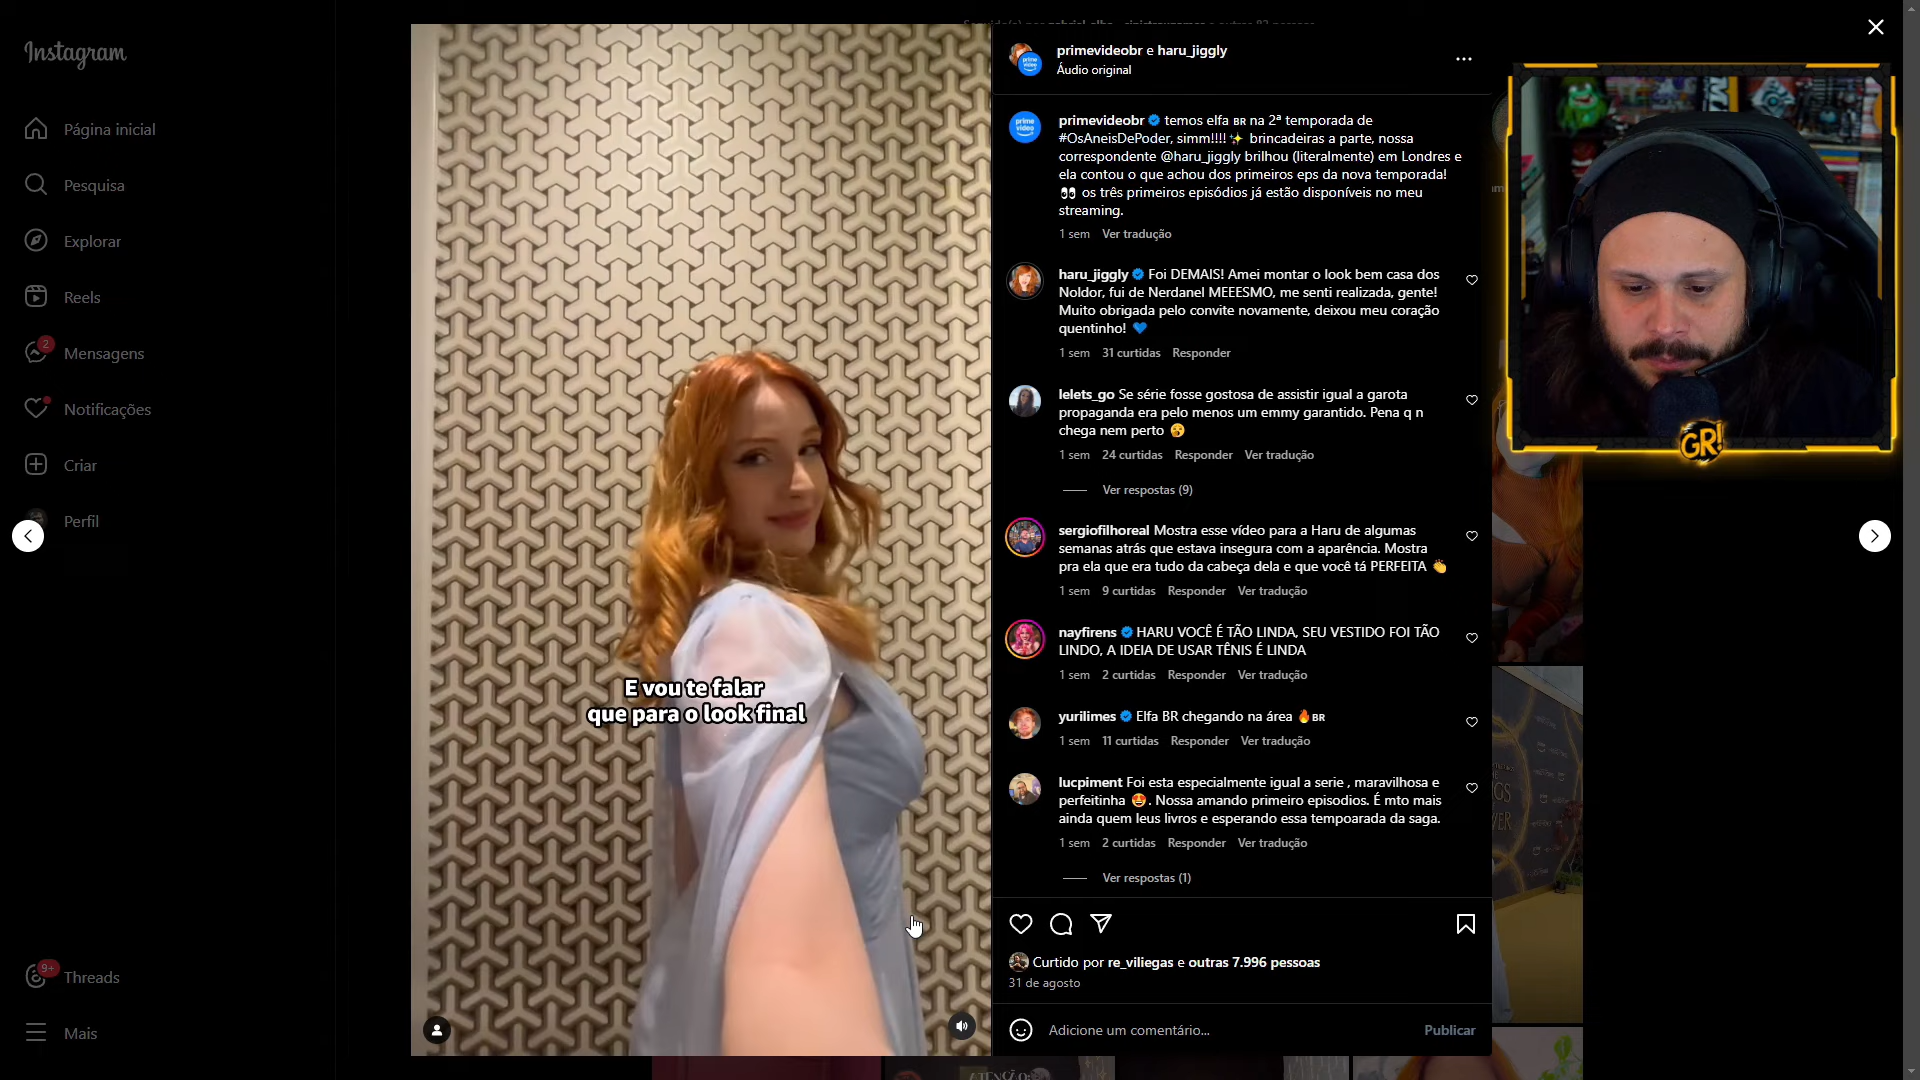 Instagram
Página inicial
Pesquisa
Explorar
Reels
2
Mensagens
Notificações
Criar
Perfil
9+
Threads
Mais
E vou te falar
que para o look final
primevideobr e haru_jiggly
Áudio original
prime video
primevideobr temos elfa BR na 2ª temporada de
#OsAneisDePoder, simm!!!!✨ brincadeiras a parte, nossa
correspondente @haru_jiggly brilhou (literalmente) em Londres e
ela contou o que achou dos primeiros eps da nova temporada!
👀 os três primeiros episódios já estão disponíveis no meu
streaming.
1 sem Ver tradução
haru_jiggly Foi DEMAIS! Amei montar o look bem casa dos
Noldor, fui de Nerdanel MEEESMO, me senti realizada, gente!
Muito obrigada pelo convite novamente, deixou meu coração
quentinho! 💙
1 sem 31 curtidas Responder
lelets_go Se série fosse gostosa de assistir igual a garota
propaganda era pelo menos um emmy garantido. Pena q n
chega nem perto 🥱
1 sem 24 curtidas Responder Ver tradução
Ver respostas (9)
sergiofilhoreal Mostra esse vídeo para a Haru de algumas
semanas atrás que estava insegura com a aparência. Mostra
pra ela que era tudo da cabeça dela e que você tá PERFEITA 👏
1 sem 9 curtidas Responder Ver tradução
nayfirens HARU VOCÊ É TÃO LINDA, SEU VESTIDO FOI TÃO
LINDO, A IDEIA DE USAR TÊNIS É LINDA
1 sem 2 curtidas Responder Ver tradução
yurilimes Elfa BR chegando na área 🔥BR
1 sem 11 curtidas Responder Ver tradução
lucpiment Foi esta especialmente igual a serie , maravilhosa e
perfeitinha 😍. Nossa amando primeiro episodios. É mto mais
ainda quem leus livros e esperando essa tempoarada da saga.
1 sem 2 curtidas Responder Ver tradução
Ver respostas (1)
Curtido por re_viliegas e outras 7.996 pessoas
31 de agosto
Adicione um comentário...
Publicar
GR!